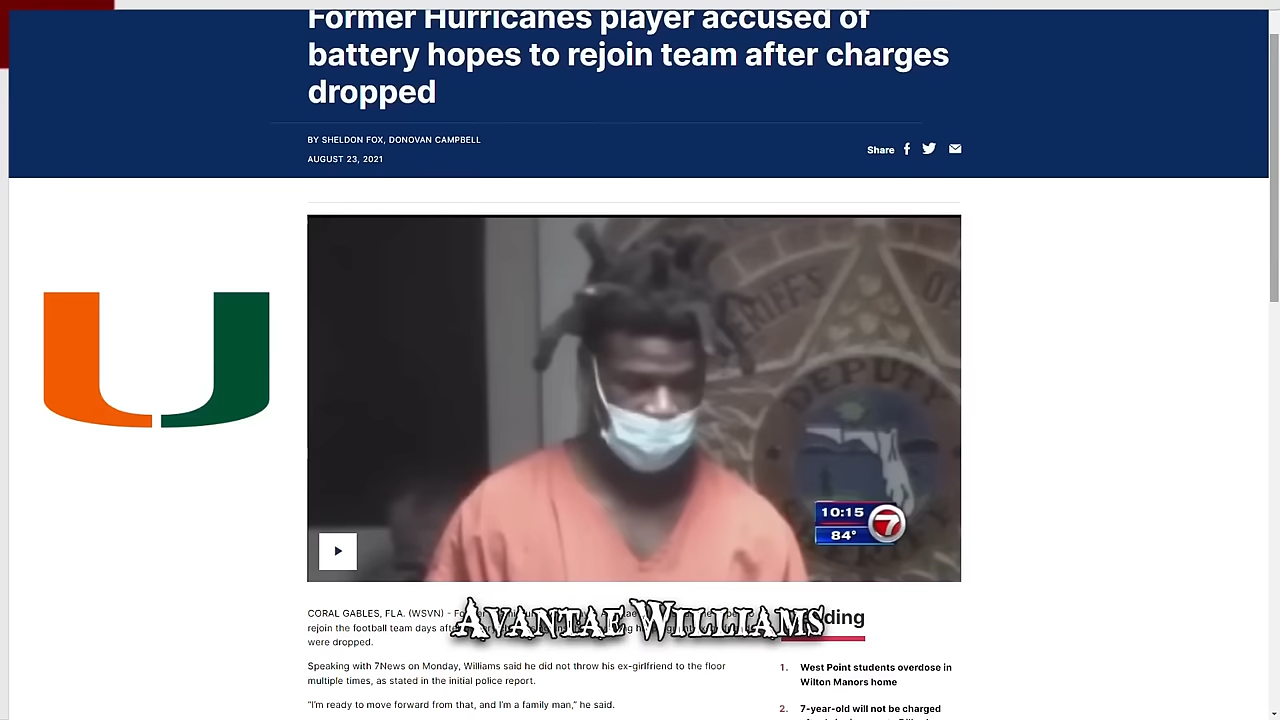 Former Hurricanes player accused of
battery hopes to rejoin team after charges
dropped
BY SHELDON FOX, DONOVAN CAMPBELL
AUGUST 23, 2021
Share
SHERIFF'S OF
DEPUTY
10:15
7
84°
CORAL GABLES, FLA. (WSVN) -
AVANTAE WILLIAMS
rejoin the football team days
were dropped.
Speaking with 7News on Monday, Williams said he did not throw his ex-girlfriend to the floor
multiple times, as stated in the initial police report.
"I'm ready to move forward from that, and I'm a family man," he said.
1. West Point students overdose in
Wilton Manors home
2. 7-year-old will not be charged